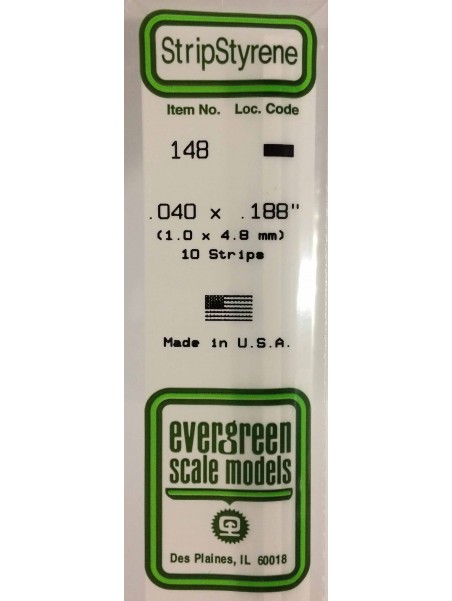 StripStyrene
Item No. Loc. Code
148
.040 x .188"
(1.0 x 4.8 mm)
10 Strips
Made in U.S.A.
evergreen
scale models
Des Plaines, IL 60018